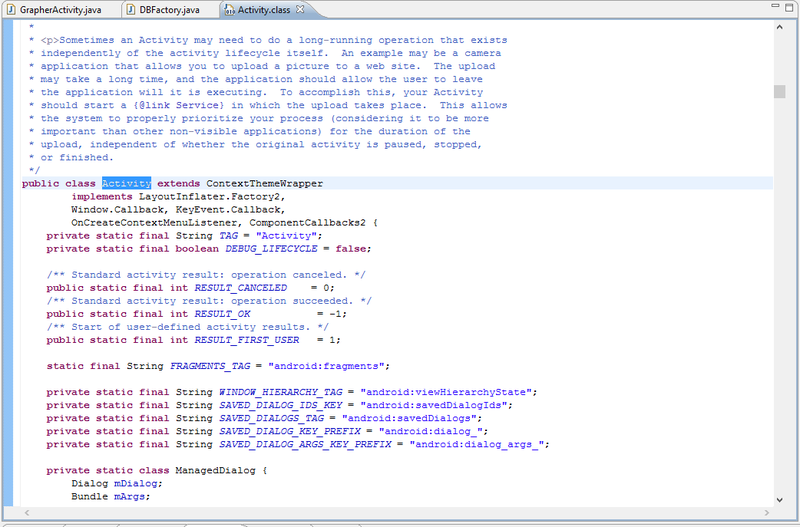 GrapherActivity.java DBFactory.java Activity.class
*
* <p>Sometimes an Activity may need to do a long-running operation that exists
* independently of the activity lifecycle itself.  An example may be a camera
* application that allows you to upload a picture to a web site.  The upload
* may take a long time, and the application should allow the user to leave
* the application will it is executing.  To accomplish this, your Activity
* should start a {@link Service} in which the upload takes place.  This allows
* the system to properly prioritize your process (considering it to be more
* important than other non-visible applications) for the duration of the
* upload, independent of whether the original activity is paused, stopped,
* or finished.
*/
public class Activity extends ContextThemeWrapper
implements LayoutInflater.Factory2,
Window.Callback, KeyEvent.Callback,
OnCreateContextMenuListener, ComponentCallbacks2 {
private static final String TAG = "Activity";
private static final boolean DEBUG_LIFECYCLE = false;
/** Standard activity result: operation canceled. */
public static final int RESULT_CANCELED    = 0;
/** Standard activity result: operation succeeded. */
public static final int RESULT_OK           = -1;
/** Start of user-defined activity results. */
public static final int RESULT_FIRST_USER   = 1;
static final String FRAGMENTS_TAG = "android:fragments";
private static final String WINDOW_HIERARCHY_TAG = "android:viewHierarchyState";
private static final String SAVED_DIALOG_IDS_KEY = "android:savedDialogIds";
private static final String SAVED_DIALOGS_TAG = "android:savedDialogs";
private static final String SAVED_DIALOG_KEY_PREFIX = "android:dialog_";
private static final String SAVED_DIALOG_ARGS_KEY_PREFIX = "android:dialog_args_";
private static class ManagedDialog {
Dialog mDialog;
Bundle mArgs;